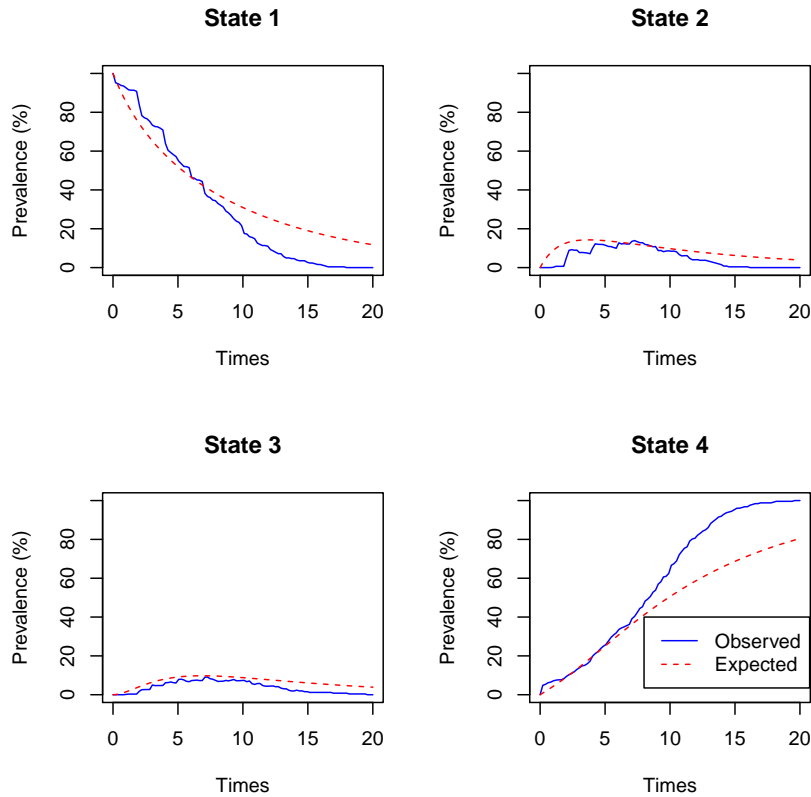 State 1
Prevalence (%)
0 20 40 60 80
0 5 10 15 20
Times
State 2
Prevalence (%)
0 20 40 60 80
0 5 10 15 20
Times
State 3
Prevalence (%)
0 20 40 60 80
0 5 10 15 20
Times
State 4
Prevalence (%)
0 20 40 60 80
Observed
Expected
0 5 10 15 20
Times